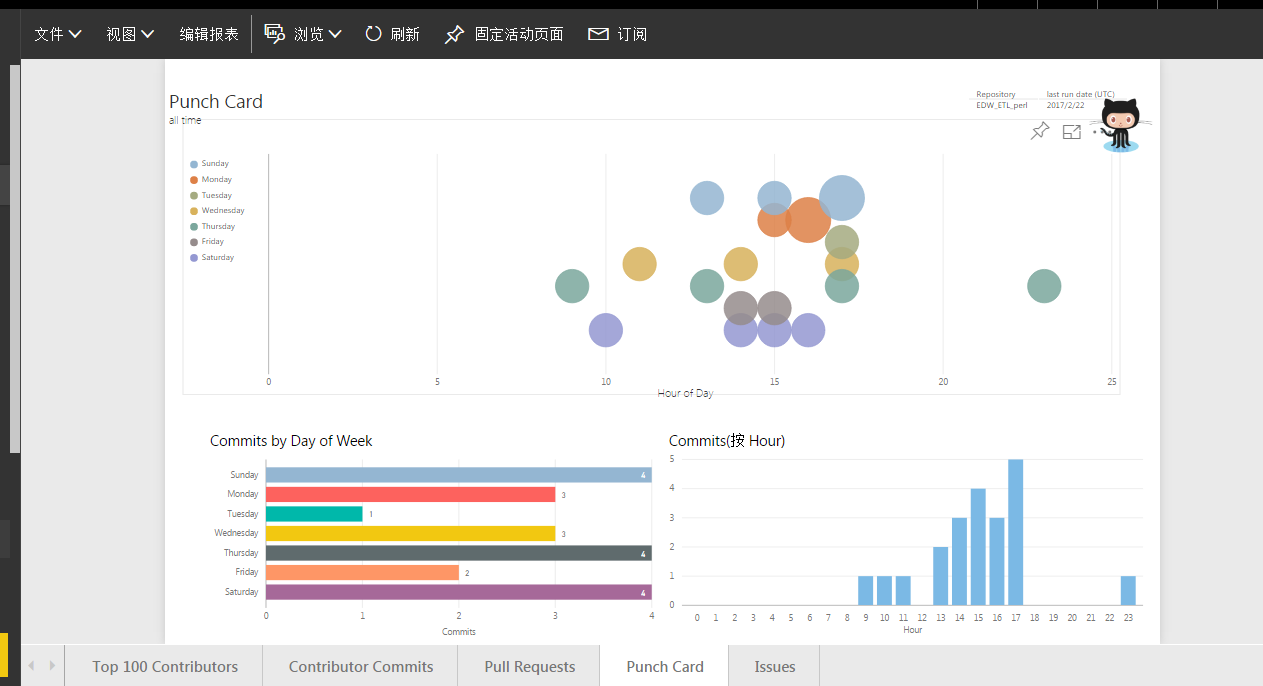 文件 视图 编辑报表 浏览 刷新 固定活动页面 订阅
Punch Card
all time
Repository last run date (UTC)
EDW_ETL_perl 2017/2/22
Sunday
Monday
Tuesday
Wednesday
Thursday
Friday
Saturday
0 5 10 15 20 25
Hour of Day
Commits by Day of Week
Sunday 4
Monday 3
Tuesday 1
Wednesday 3
Thursday 4
Friday 2
Saturday 4
0 1 2 3 4
Commits
Commits(按 Hour)
5
4
3
2
1
0
0 1 2 3 4 5 6 7 8 9 10 11 12 13 14 15 16 17 18 19 20 21 22 23
Hour
Top 100 Contributors Contributor Commits Pull Requests Punch Card Issues